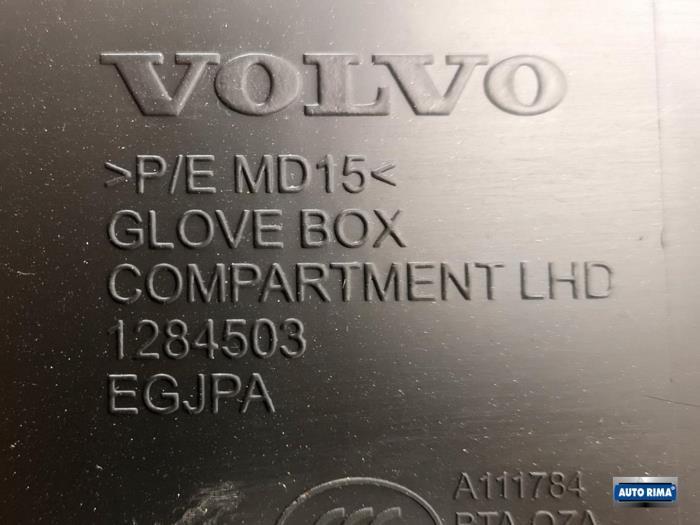 VOLVO
>P/E MD15<
GLOVE BOX
COMPARTMENT LHD
1284503
EGJPA
A111784
AUTO RIMA